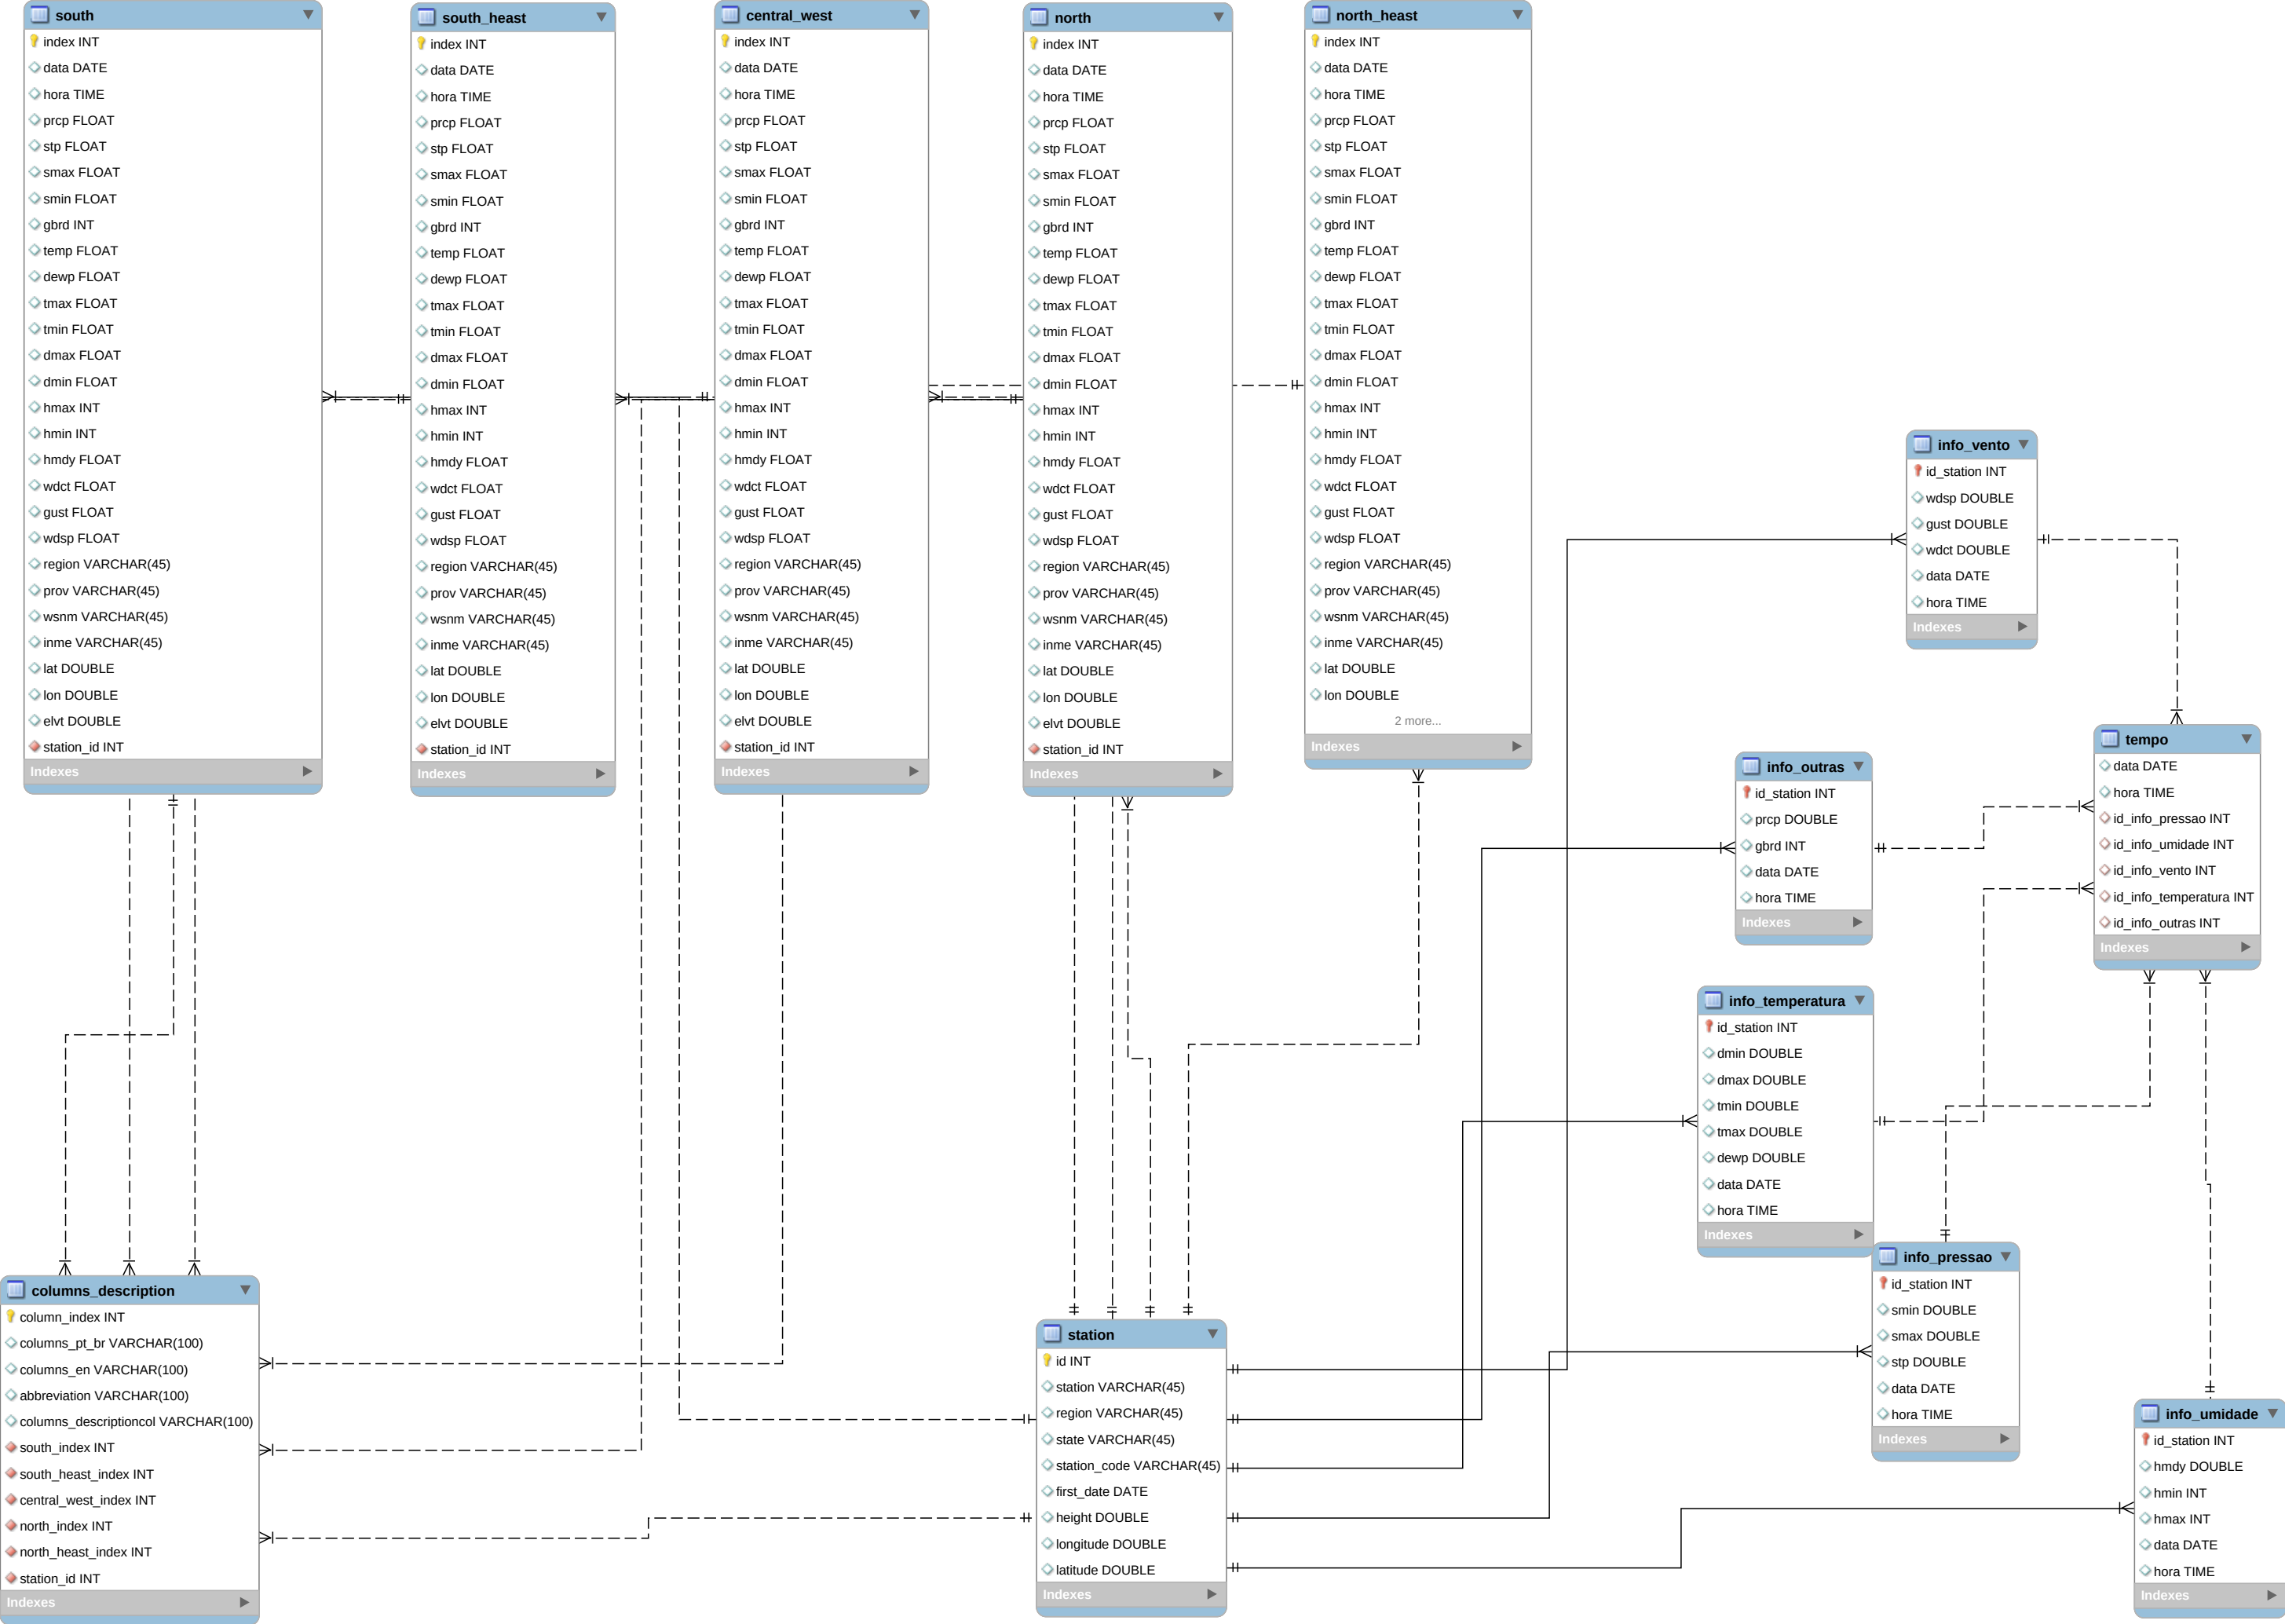 south
index INT
data DATE
hora TIME
prcp FLOAT
stp FLOAT
smax FLOAT
smin FLOAT
gbrd INT
temp FLOAT
dewp FLOAT
tmax FLOAT
tmin FLOAT
dmax FLOAT
dmin FLOAT
hmax INT
hmin INT
hmdy FLOAT
wdct FLOAT
gust FLOAT
wdsp FLOAT
region VARCHAR(45)
prov VARCHAR(45)
wsnm VARCHAR(45)
inme VARCHAR(45)
lat DOUBLE
lon DOUBLE
elvt DOUBLE
station_id INT
Indexes
south_heast
index INT
data DATE
hora TIME
prcp FLOAT
stp FLOAT
smax FLOAT
smin FLOAT
gbrd INT
temp FLOAT
dewp FLOAT
tmax FLOAT
tmin FLOAT
dmax FLOAT
dmin FLOAT
hmax INT
hmin INT
hmdy FLOAT
wdct FLOAT
gust FLOAT
wdsp FLOAT
region VARCHAR(45)
prov VARCHAR(45)
wsnm VARCHAR(45)
inme VARCHAR(45)
lat DOUBLE
lon DOUBLE
elvt DOUBLE
station_id INT
Indexes
central_west
index INT
data DATE
hora TIME
prcp FLOAT
stp FLOAT
smax FLOAT
smin FLOAT
gbrd INT
temp FLOAT
dewp FLOAT
tmax FLOAT
tmin FLOAT
dmax FLOAT
dmin FLOAT
hmax INT
hmin INT
hmdy FLOAT
wdct FLOAT
gust FLOAT
wdsp FLOAT
region VARCHAR(45)
prov VARCHAR(45)
wsnm VARCHAR(45)
inme VARCHAR(45)
lat DOUBLE
lon DOUBLE
elvt DOUBLE
station_id INT
Indexes
north
index INT
data DATE
hora TIME
prcp FLOAT
stp FLOAT
smax FLOAT
smin FLOAT
gbrd INT
temp FLOAT
dewp FLOAT
tmax FLOAT
tmin FLOAT
dmax FLOAT
dmin FLOAT
hmax INT
hmin INT
hmdy FLOAT
wdct FLOAT
gust FLOAT
wdsp FLOAT
region VARCHAR(45)
prov VARCHAR(45)
wsnm VARCHAR(45)
inme VARCHAR(45)
lat DOUBLE
lon DOUBLE
elvt DOUBLE
station_id INT
Indexes
north_heast
index INT
data DATE
hora TIME
prcp FLOAT
stp FLOAT
smax FLOAT
smin FLOAT
gbrd INT
temp FLOAT
dewp FLOAT
tmax FLOAT
tmin FLOAT
dmax FLOAT
dmin FLOAT
hmax INT
hmin INT
hmdy FLOAT
wdct FLOAT
gust FLOAT
wdsp FLOAT
region VARCHAR(45)
prov VARCHAR(45)
wsnm VARCHAR(45)
inme VARCHAR(45)
lat DOUBLE
lon DOUBLE
2 more...
Indexes
info_vento
id_station INT
wdsp DOUBLE
gust DOUBLE
wdct DOUBLE
data DATE
hora TIME
Indexes
tempo
data DATE
hora TIME
id_info_pressao INT
id_info_umidade INT
id_info_vento INT
id_info_temperatura INT
id_info_outras INT
Indexes
info_outras
id_station INT
prcp DOUBLE
gbrd INT
data DATE
hora TIME
Indexes
info_temperatura
id_station INT
dmin DOUBLE
dmax DOUBLE
tmin DOUBLE
tmax DOUBLE
dewp DOUBLE
data DATE
hora TIME
Indexes
info_pressao
id_station INT
smin DOUBLE
smax DOUBLE
stp DOUBLE
data DATE
hora TIME
Indexes
columns_description
column_index INT
columns_pt_br VARCHAR(100)
columns_en VARCHAR(100)
abbreviation VARCHAR(100)
columns_descriptioncol VARCHAR(100)
south_index INT
south_heast_index INT
central_west_index INT
north_index INT
north_heast_index INT
station_id INT
Indexes
station
id INT
station VARCHAR(45)
region VARCHAR(45)
state VARCHAR(45)
station_code VARCHAR(45)
first_date DATE
height DOUBLE
longitude DOUBLE
latitude DOUBLE
Indexes
info_umidade
id_station INT
hmdy DOUBLE
hmin INT
hmax INT
data DATE
hora TIME
Indexes